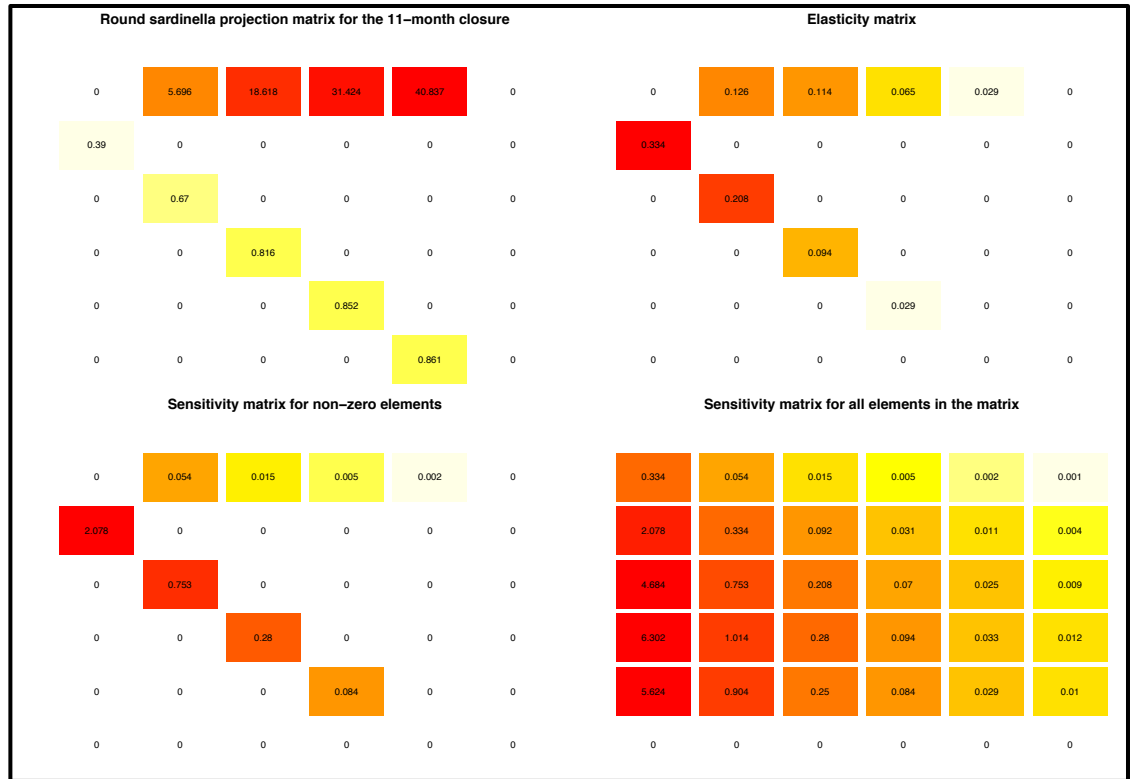 Round sardinella projection matrix for the 11−month closure
0 5.696 18.618 31.424 40.837 0
0.39 0 0 0 0 0
0 0.67 0 0 0 0
0 0 0.816 0 0 0
0 0 0 0.852 0 0
0 0 0 0 0.861 0
Elasticity matrix
0 0.126 0.114 0.065 0.029 0
0.334 0 0 0 0 0
0 0.208 0 0 0 0
0 0 0.094 0 0 0
0 0 0 0.029 0 0
0 0 0 0 0 0
Sensitivity matrix for non−zero elements
0 0.054 0.015 0.005 0.002 0
2.078 0 0 0 0 0
0 0.753 0 0 0 0
0 0 0.28 0 0 0
0 0 0 0.084 0 0
0 0 0 0 0 0
Sensitivity matrix for all elements in the matrix
0.334 0.054 0.015 0.005 0.002 0.001
2.078 0.334 0.092 0.031 0.011 0.004
4.684 0.753 0.208 0.07 0.025 0.009
6.302 1.014 0.28 0.094 0.033 0.012
5.624 0.904 0.25 0.084 0.029 0.01
0 0 0 0 0 0